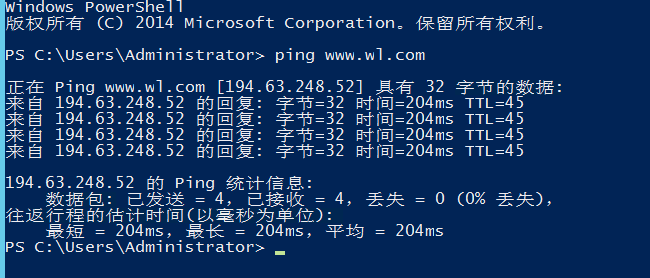 Windows PowerShell
版权所有 (C) 2014 Microsoft Corporation。保留所有权利。
PS C:\Users\Administrator> ping www.wl.com
正在 Ping www.wl.com [194.63.248.52] 具有 32 字节的数据:
来自 194.63.248.52 的回复: 字节=32 时间=204ms TTL=45
来自 194.63.248.52 的回复: 字节=32 时间=204ms TTL=45
来自 194.63.248.52 的回复: 字节=32 时间=204ms TTL=45
来自 194.63.248.52 的回复: 字节=32 时间=204ms TTL=45
194.63.248.52 的 Ping 统计信息:
数据包: 已发送 = 4，已接收 = 4，丢失 = 0 (0% 丢失)，
往返行程的估计时间(以毫秒为单位):
最短 = 204ms，最长 = 204ms，平均 = 204ms
PS C:\Users\Administrator>